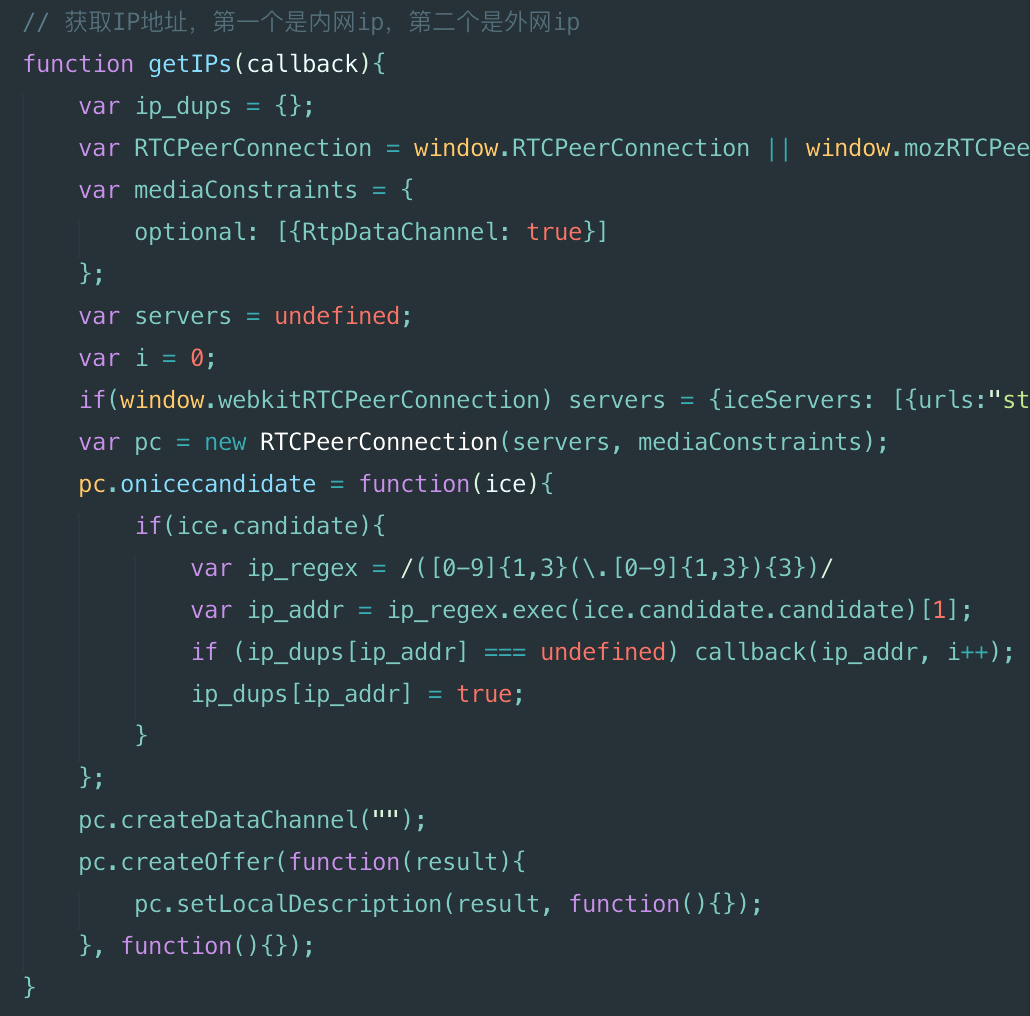 // 获取IP地址，第一个是内网ip，第二个是外网ip
function getIPs(callback){
    var ip_dups = {};
    var RTCPeerConnection = window.RTCPeerConnection || window.mozRTCPee
    var mediaConstraints = {
        optional: [{RtpDataChannel: true}]
    };
    var servers = undefined;
    var i = 0;
    if(window.webkitRTCPeerConnection) servers = {iceServers: [{urls:"st
    var pc = new RTCPeerConnection(servers, mediaConstraints);
    pc.onicecandidate = function(ice){
        if(ice.candidate){
            var ip_regex = /([0-9]{1,3}(\.[0-9]{1,3}){3})/
            var ip_addr = ip_regex.exec(ice.candidate.candidate)[1];
            if (ip_dups[ip_addr] === undefined) callback(ip_addr, i++);
            ip_dups[ip_addr] = true;
        }
    };
    pc.createDataChannel("");
    pc.createOffer(function(result){
        pc.setLocalDescription(result, function(){});
    }, function(){});
}